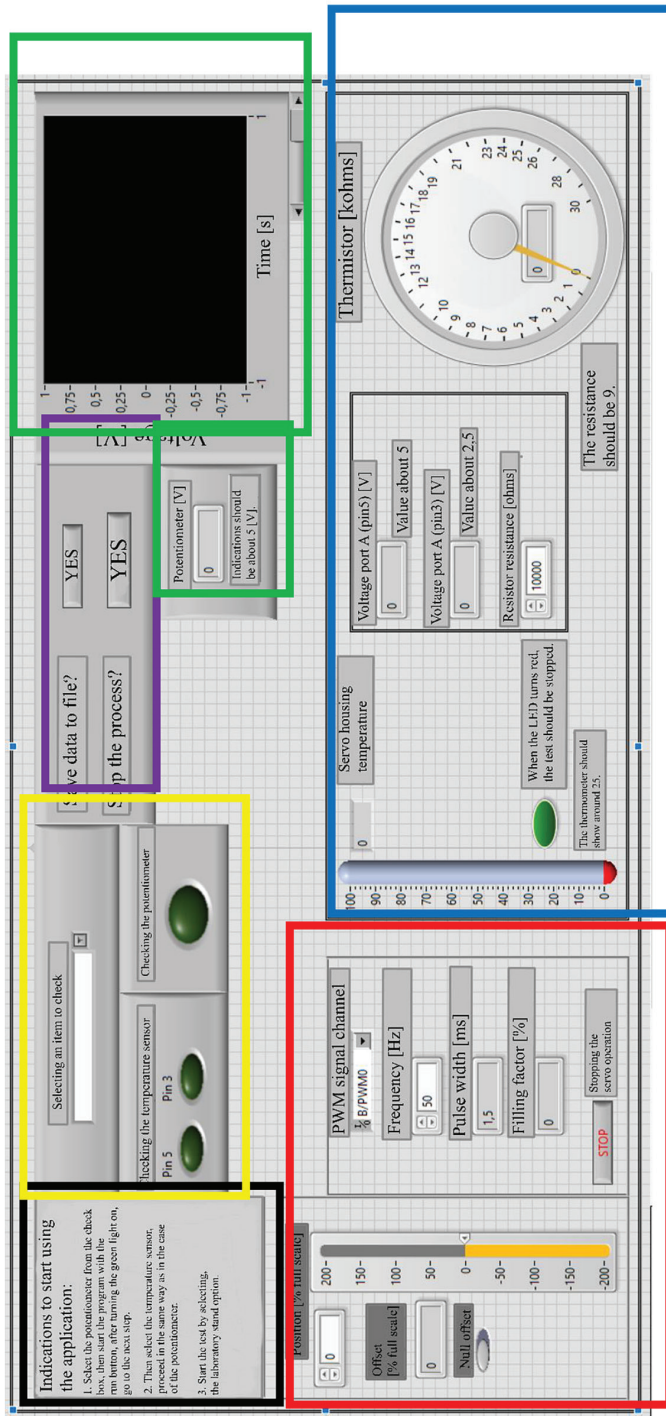 Indications to start using
the application:
1. Select the potentiometer from the check
box, then start the program with the
run button, after turning the green light on,
go to the next step.
2. Then select the temperature sensor,
proceed in the same way as in the case
of the potentiometer.
3. Start the test by selecting,
the laboratory stand option.
Selecting an item to check
Checking the temperature sensor
Pin 5
Pin 3
Checking the potentiometer
Save data to file?
YES
Stop the process?
YES
Potentiometer [V]
0
Indications should
be about 5 [V].
Voltage [V]
1
0,75
0,5
0,25
0
-0,25
-0,5
-0,75
-1
-1
1
Time [s]
Position [% full scale]
0
Offset
[% full scale]
0
Null offset
200
150
100
50
0
-50
-100
-150
-200
PWM signal channel
B/PWM0
Frequency [Hz]
50
Pulse width [ms]
1,5
Filling factor [%]
0
STOP
Stopping the
servo operation
100
90
80
70
60
50
40
30
20
10
0
0
Servo housing
temperature
When the LED turns red,
the test should be stopped.
The thermometer should
show around 25.
Voltage port A (pin5) [V]
0
Value about 5
Voltage port A (pin3) [V]
0
Value about 2,5
Resistor resistance [ohms]
10000
The resistance
should be 9.
Thermistor [kohms]
0
1
2
3
4
5
6
7
8
9
10
12
13
14
15
16
17
18
19
21
23
24
25
26
28
30
0